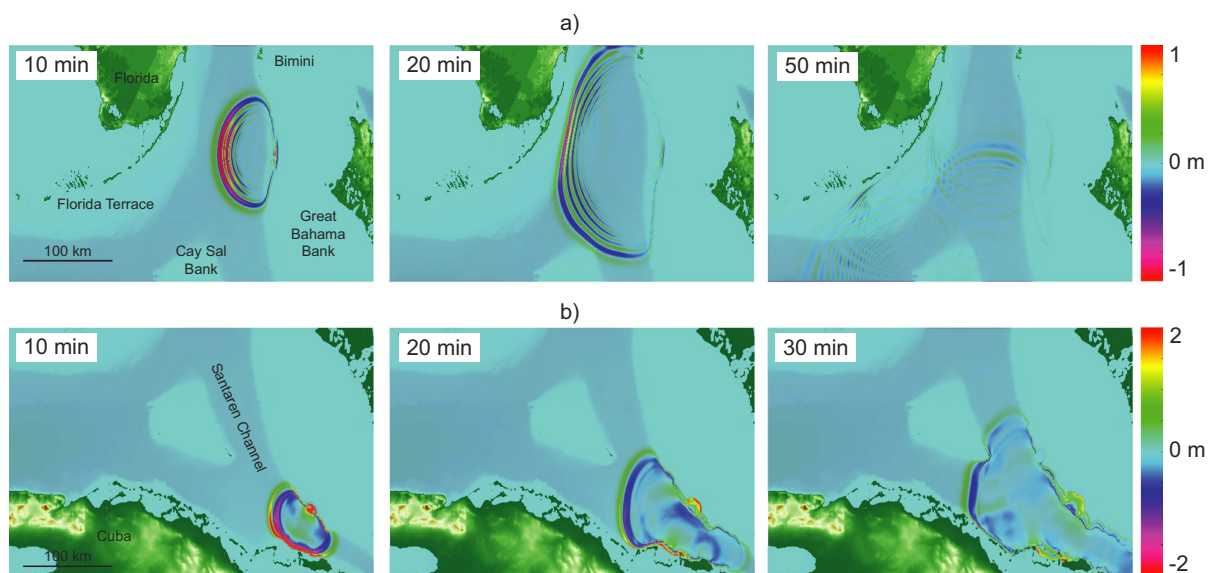 a)
10 min
Florida
Bimini
Florida Terrace
100 km
Cay Sal
Bank
Great
Bahama
Bank
20 min
50 min
1
0 m
-1
b)
10 min
Santaren Channel
Cuba
100 km
20 min
30 min
2
0 m
-2